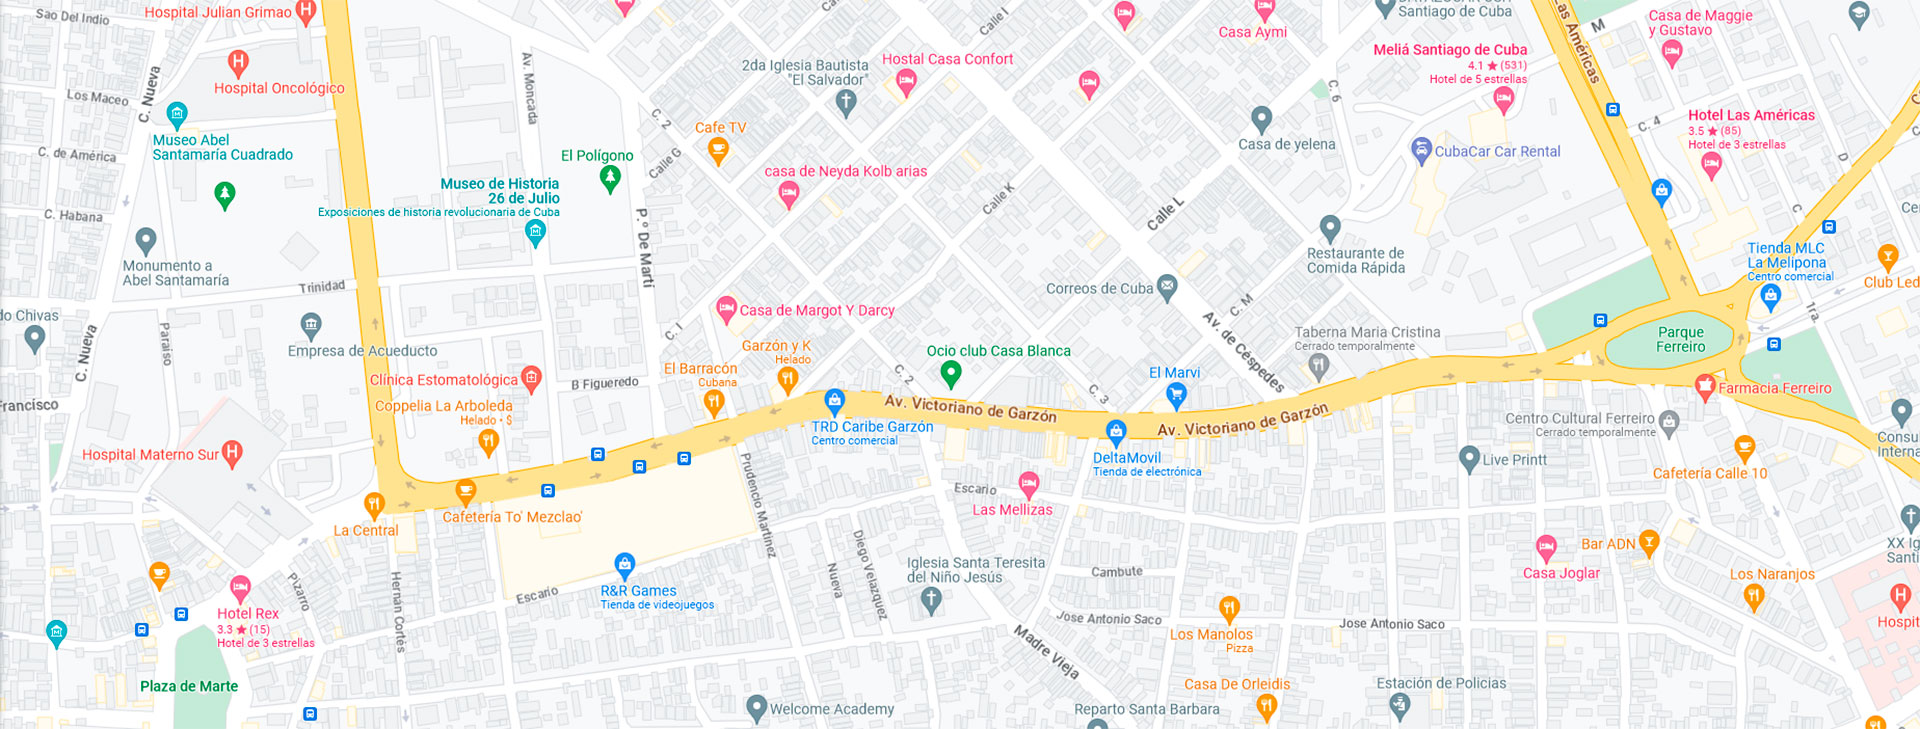 Sao Del Indio
Hospital Julian Grimao
Hospital Oncológico
Los Maceo
C. Nueva
Museo Abel
Santamaría Cuadrado
C. de América
C. Habana
Monumento a
Abel Santamaría
Trinidad
do Chivas
C. Nueva
Paraiso
Empresa de Acueducto
Francisco
Hospital Materno Sur
La Central
Hotel Rex
3.3 ★ (15)
Hotel de 3 estrellas
Plaza de Marte
Pizarro
Hernán Cortés
Av. Moncada
Museo de Historia
26 de Julio
Exposiciones de historia revolucionaria de Cuba
El Polígono
P.º De Martí
Clínica Estomatológica
B Figueredo
Coppelia La Arboleda
Helado · $
Cafetería To' Mezclao'
Escario
R&R Games
Tienda de videojuegos
Prudencio Martinez
Nueva
Diego Velazquez
Welcome Academy
2da Iglesia Bautista
"El Salvador"
Hostal Casa Confort
Calle I
C. 2
Calle G
Cafe TV
casa de Neyda Kolb arias
Calle K
Casa de Margot Y Darcy
C. I
Garzón y K
Helado
El Barracón
Cubana
C. 2
Ocio club Casa Blanca
TRD Caribe Garzón
Centro comercial
Av. Victoriano de Garzón
C. 3
El Marvi
DeltaMovil
Tienda de electrónica
Av. Victoriano de Garzón
Escario
Las Mellizas
Iglesia Santa Teresita
del Niño Jesús
Cambute
Jose Antonio Saco
Madre Vieja
Los Manolos
Pizza
Casa De Orleidis
Reparto Santa Barbara
Jose Antonio Saco
Estación de Policias
Casa Aymi
Santiago de Cuba
C. 6
Casa de yelena
Calle L
Correos de Cuba
C. M
Av. de Céspedes
Restaurante de
Comida Rápida
Taberna Maria Cristina
Cerrado temporalmente
Meliá Santiago de Cuba
4.1 ★ (531)
Hotel de 5 estrellas
CubaCar Car Rental
Las Américas
M
Casa de Maggie
y Gustavo
C. 4
Hotel Las Américas
3.5 ★ (85)
Hotel de 3 estrellas
D
C
Tienda MLC
La Melipona
Centro comercial
Club Led
1ra.
Parque
Ferreiro
Farmacia Ferreiro
Centro Cultural Ferreiro
Cerrado temporalmente
Live Printt
Cafetería Calle 10
Consu
Interna
Bar ADN
Casa Joglar
Los Naranjos
XX Ig
Santi
Hospit